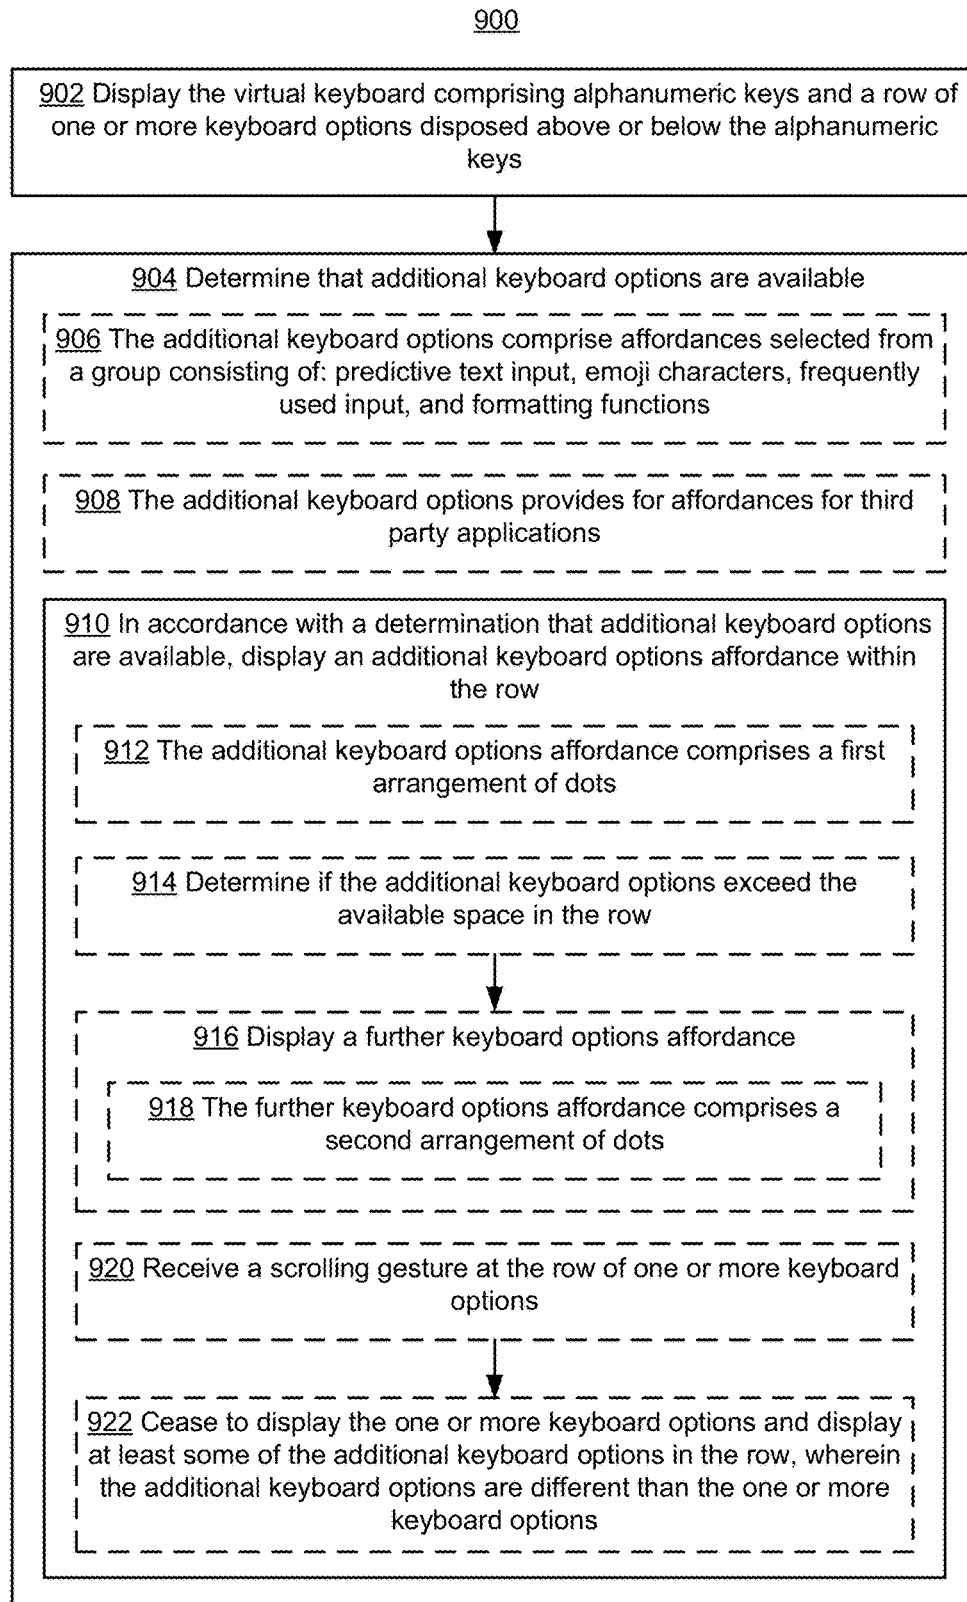 900
902 Display the virtual keyboard comprising alphanumeric keys and a row of
one or more keyboard options disposed above or below the alphanumeric
keys
904 Determine that additional keyboard options are available
906 The additional keyboard options comprise affordances selected from
a group consisting of: predictive text input, emoji characters, frequently
used input, and formatting functions
908 The additional keyboard options provides for affordances for third
party applications
910 In accordance with a determination that additional keyboard options
are available, display an additional keyboard options affordance within
the row
912 The additional keyboard options affordance comprises a first
arrangement of dots
914 Determine if the additional keyboard options exceed the
available space in the row
916 Display a further keyboard options affordance
918 The further keyboard options affordance comprises a
second arrangement of dots
920 Receive a scrolling gesture at the row of one or more keyboard
options
922 Cease to display the one or more keyboard options and display
at least some of the additional keyboard options in the row, wherein
the additional keyboard options are different than the one or more
keyboard options